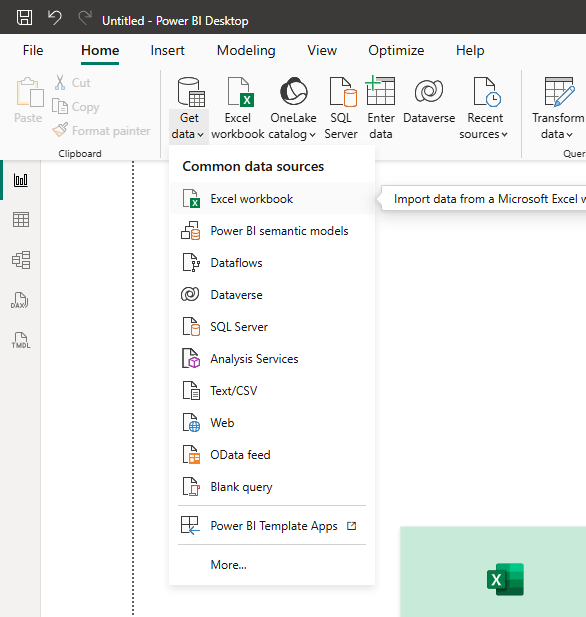 Untitled - Power BI Desktop
File Home Insert Modeling View Optimize Help
Paste
Cut
Copy
Format painter
Clipboard
Get data
Excel workbook
OneLake catalog
SQL Server
Enter data
Dataverse
Recent sources
Transform data
Quer
Common data sources
Excel workbook
Import data from a Microsoft Excel w
Power BI semantic models
Dataflows
Dataverse
SQL Server
Analysis Services
Text/CSV
Web
OData feed
Blank query
Power BI Template Apps
More...
DAX
TMDL
X